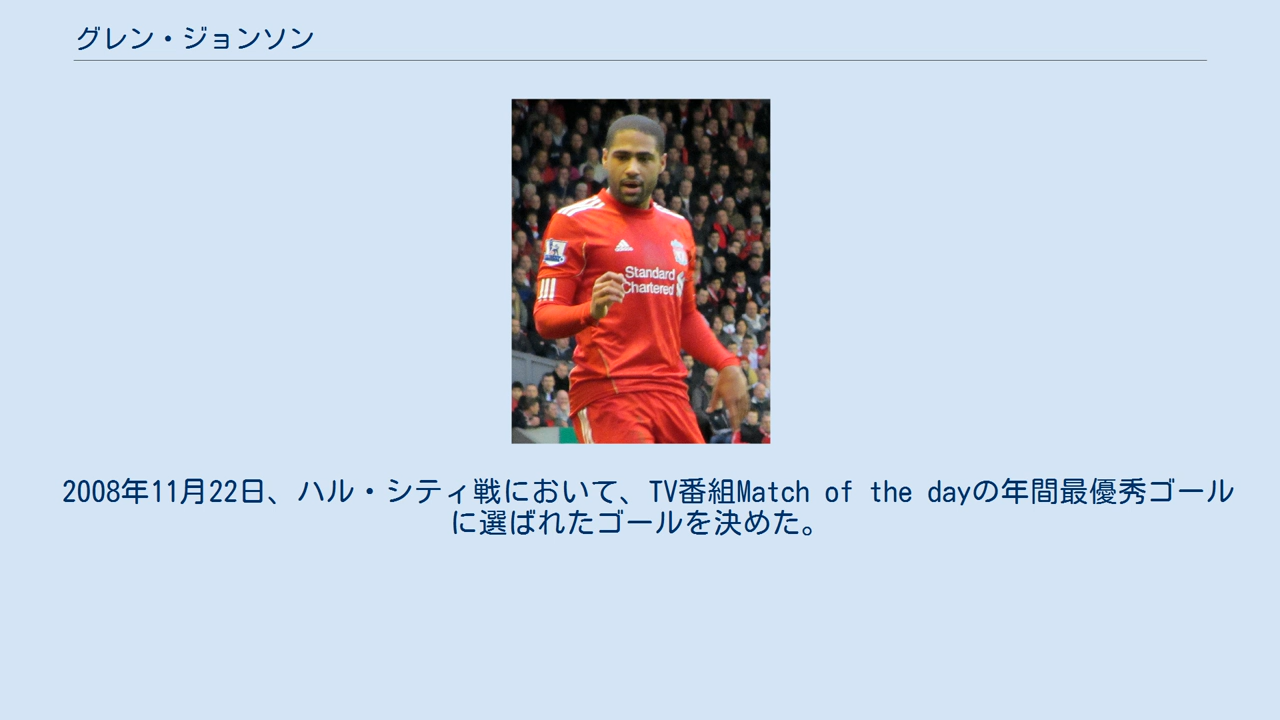 グレン・ジョンソン
Standard
Chartered
2008年11月22日、ハル・シティ戦において、TV番組Match of the dayの年間最優秀ゴール
に選ばれたゴールを決めた。